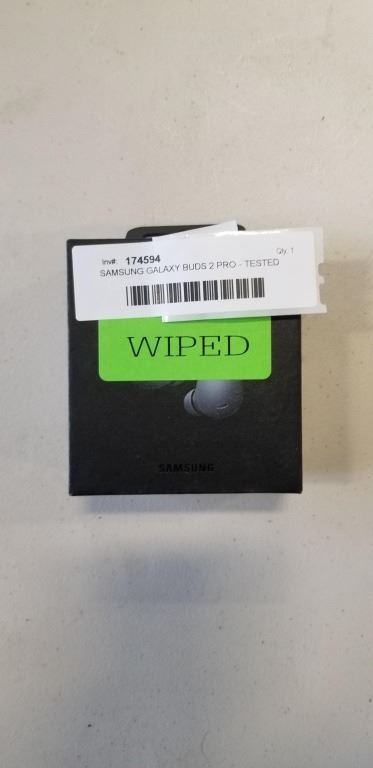 Inv#: 174594 Qty: 1
SAMSUNG GALAXY BUDS 2 PRO - TESTED
WIPED
SAMSUNG